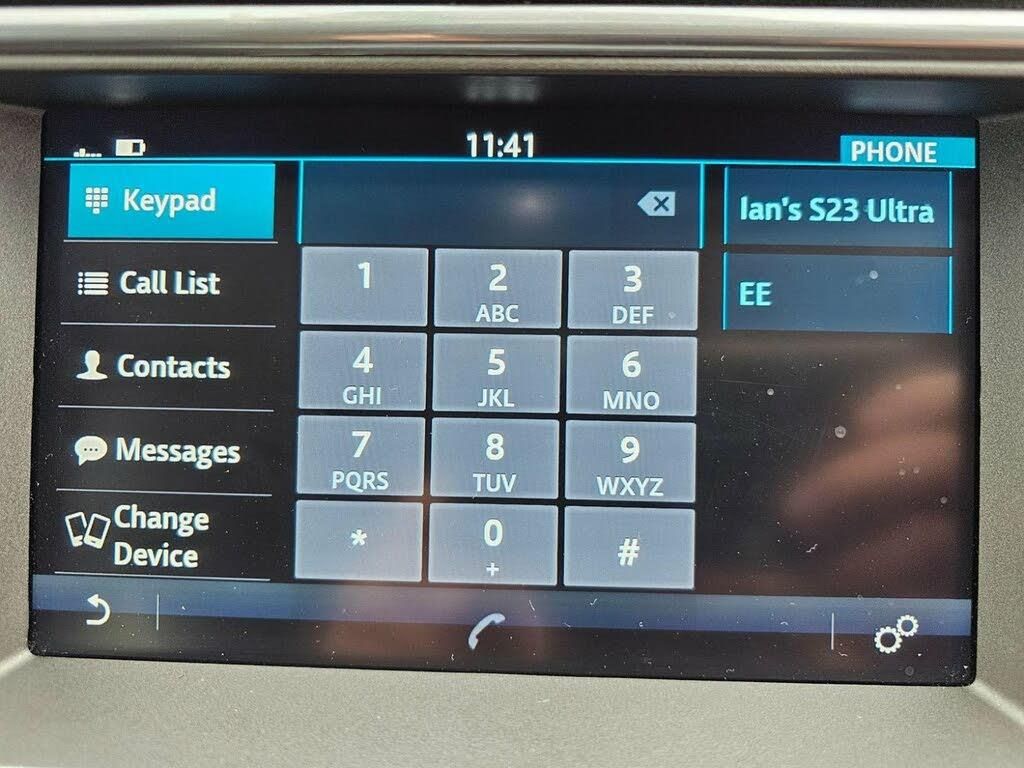 11:41
PHONE
Keypad
Call List
Contacts
Messages
Change
Device
1
2
ABC
3
DEF
4
GHI
5
JKL
6
MNO
7
PQRS
8
TUV
9
WXYZ
*
0
+
#
Ian's S23 Ultra
EE